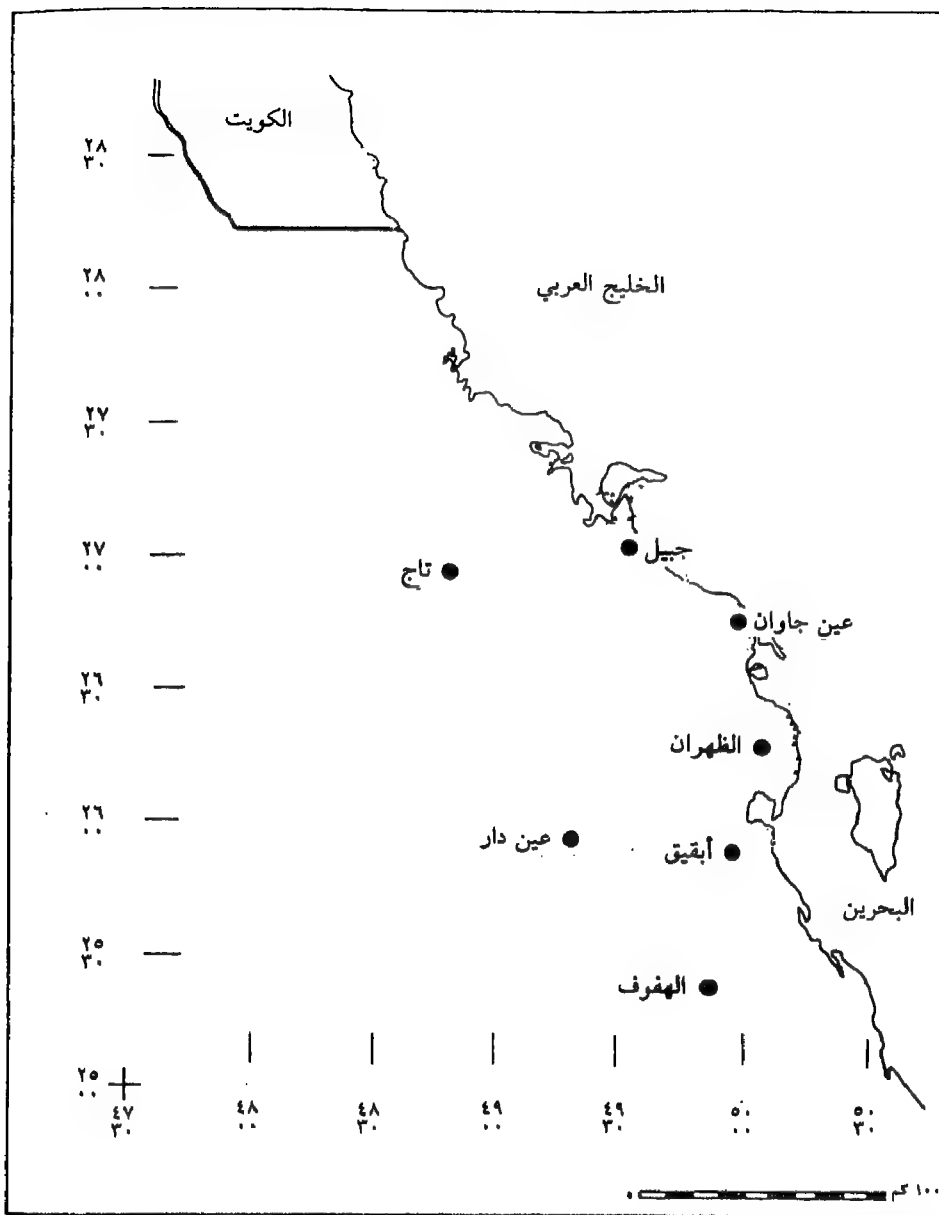 الكويت
٢٨
٣٠
الخليج العربي
٢٨
٠٠
٢٧
٣٠
جبيل
٢٧
٠٠
تاج
عين جاوان
٢٦
٣٠
الظهران
٢٦
٠٠
عين دار
أبقيق
البحرين
٢٥
٣٠
الهفوف
٢٥
٠٠
٤٧ ٤٨ ٤٨ ٤٩ ٤٩ ٥٠ ٥٠
٣٠ ٠٠ ٣٠ ٠٠ ٣٠ ٠٠ ٣٠
٠ ١٠٠ كم